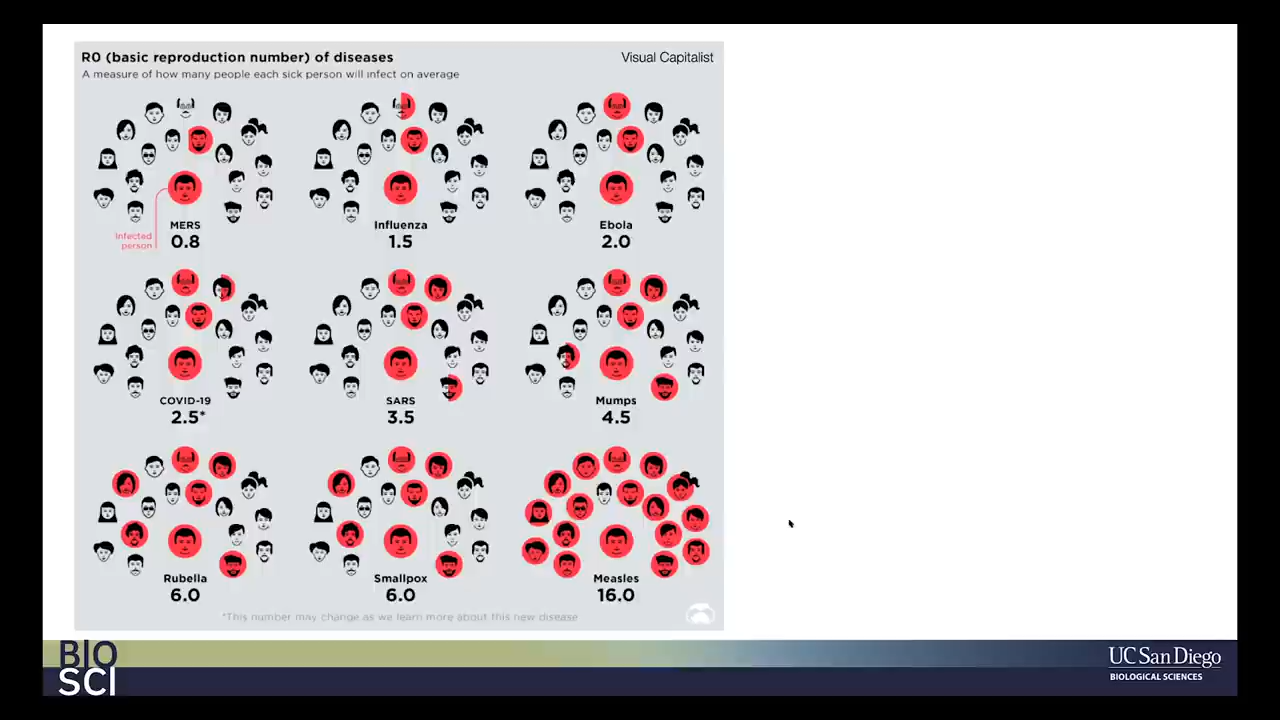 R0 (basic reproduction number) of diseases
Visual Capitalist
A measure of how many people each sick person will infect on average
Infected
person
MERS
0.8
Influenza
1.5
Ebola
2.0
COVID-19
2.5*
SARS
3.5
Mumps
4.5
Rubella
6.0
Smallpox
6.0
Measles
16.0
*This number may change as we learn more about this new disease
BIO
SCI
UC San Diego
BIOLOGICAL SCIENCES